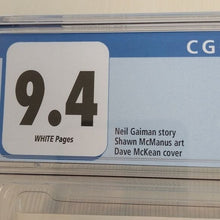 CG
9.4
WHITE Pages
Neil Gaiman story
Shawn McManus art
Dave McKean cover